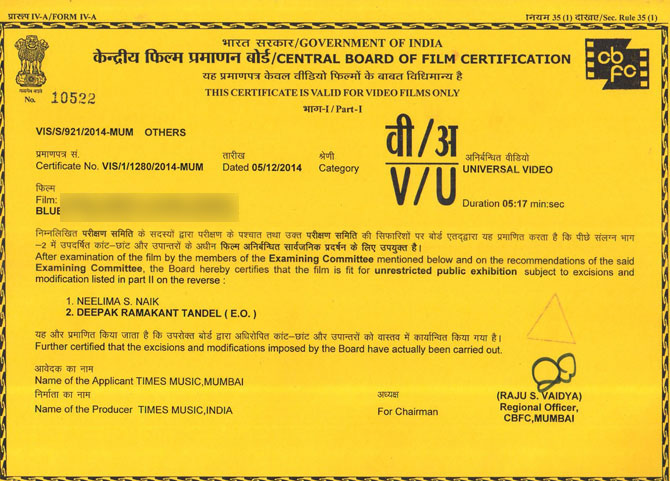 प्रारूप IV-A/FORM IV-A
नियम 35 (1) देखिए/Sec. Rule 35 (1)
भारत सरकार/GOVERNMENT OF INDIA
केन्द्रीय फिल्म प्रमाणन बोर्ड/CENTRAL BOARD OF FILM CERTIFICATION
यह प्रमाणपत्र केवल वीडियो फिल्मों के बाबत विधिमान्य है
THIS CERTIFICATE IS VALID FOR VIDEO FILMS ONLY
भाग-I/Part-I
cb
fc
सत्यमेव जयते
No. 10522
VIS/S/921/2014-MUM OTHERS
प्रमाणपत्र सं. तारीख श्रेणी
Certificate No. VIS/1/1280/2014-MUM Dated 05/12/2014 Category
वी/अ
V/U
अनिर्बन्धित वीडियो
UNIVERSAL VIDEO
फिल्म
Film:
BLUE
Duration 05:17 min:sec
निम्नलिखित परीक्षण समिति के सदस्यों द्वारा परीक्षण के पश्चात तथा उक्त परीक्षण समिति की सिफारिशों पर बोर्ड एतद्द्वारा यह प्रमाणित करता है कि पीछे संलग्न भाग
-2 में उपदर्षित कांट-छांट और उपान्तरों के अधीन फिल्म अनिर्बन्धित सार्वजनिक प्रदर्शन के लिए उपयुक्त है।
After examination of the film by the members of the Examining Committee mentioned below and on the recommendations of the said
Examining Committee, the Board hereby certifies that the film is fit for unrestricted public exhibition subject to excisions and
modification listed in part II on the reverse :
1. NEELIMA S. NAIK
2. DEEPAK RAMAKANT TANDEL ( E.O. )
यह और प्रमाणित किया जाता है कि उपरोक्त बोर्ड द्वारा अधिरोपित कांट-छांट और उपान्तरों को वास्तव में कार्यान्वित किया गया है।
Further certified that the excisions and modifications imposed by the Board have actually been carried out.
आवेदक का नाम
Name of the Applicant TIMES MUSIC,MUMBAI
निर्माता का नाम
Name of the Producer TIMES MUSIC,INDIA
अध्यक्ष
For Chairman
(RAJU S. VAIDYA)
Regional Officer,
CBFC,MUMBAI